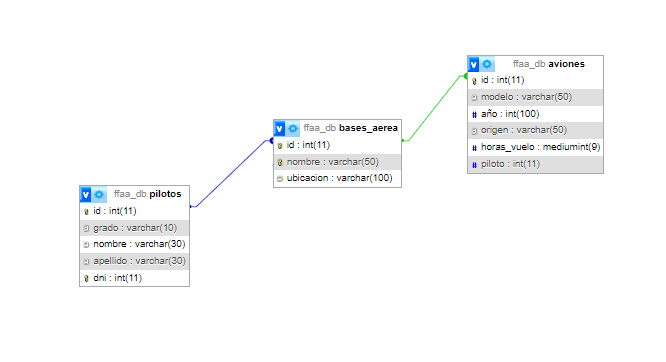 ffaa_db aviones
id : int(11)
modelo : varchar(50)
año : int(100)
origen : varchar(50)
horas_vuelo : mediumint(9)
piloto : int(11)
ffaa_db bases_aerea
id : int(11)
nombre : varchar(50)
ubicacion : varchar(100)
ffaa_db pilotos
id : int(11)
grado : varchar(10)
nombre : varchar(30)
apellido : varchar(30)
dni : int(11)